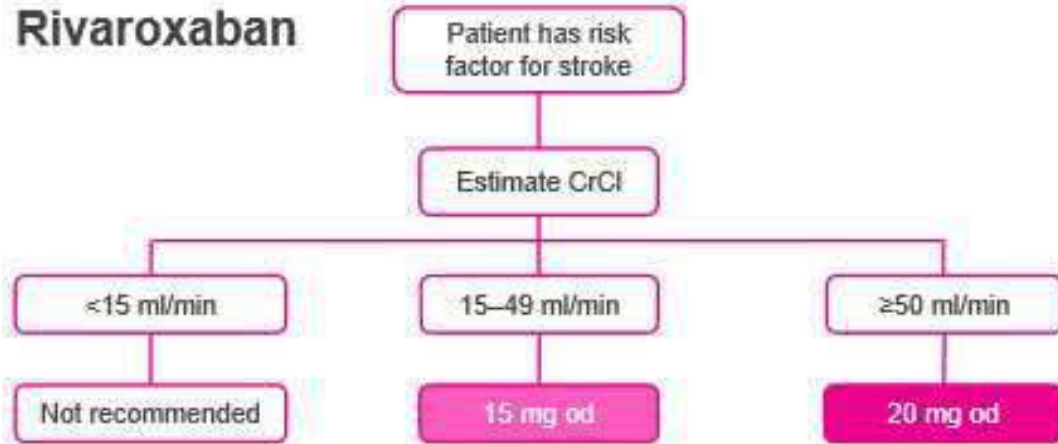 Rivaroxaban
Patient has risk
factor for stroke
Estimate CrCl
<15 ml/min
15–49 ml/min
≥50 ml/min
Not recommended
15 mg od
20 mg od